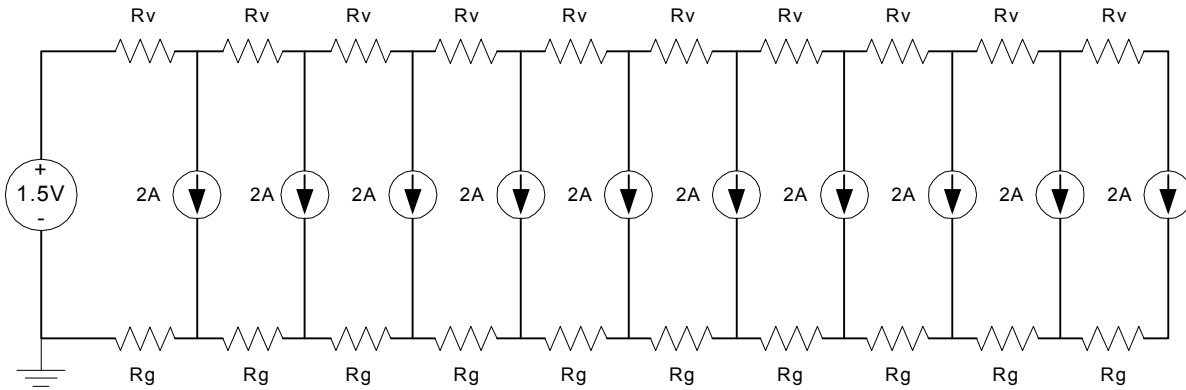 Rv Rv Rv Rv Rv Rv Rv Rv Rv Rv
+
1.5V 2A 2A 2A 2A 2A 2A 2A 2A 2A 2A
-
Rg Rg Rg Rg Rg Rg Rg Rg Rg Rg